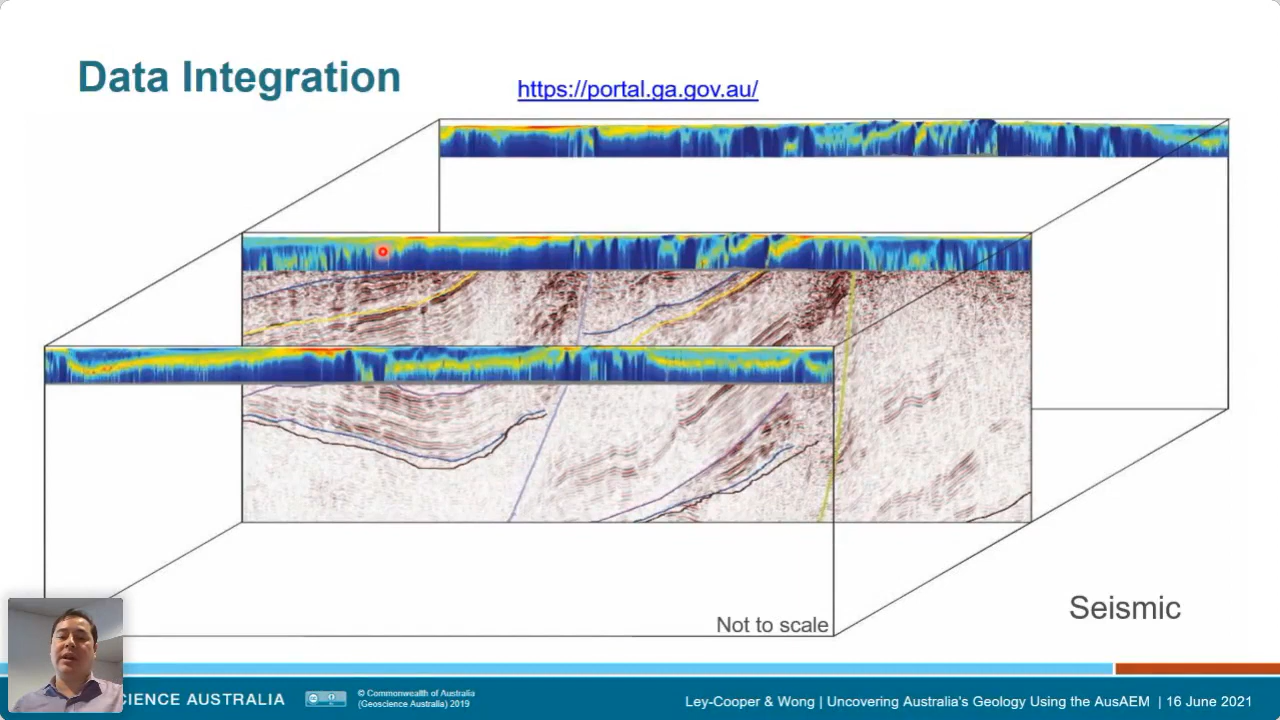 Data Integration
https://portal.ga.gov.au/
Not to scale
Seismic
CIENCE AUSTRALIA
© Commonwealth of Australia
(Geoscience Australia) 2019
Ley-Cooper & Wong | Uncovering Australia's Geology Using the AusAEM | 16 June 2021